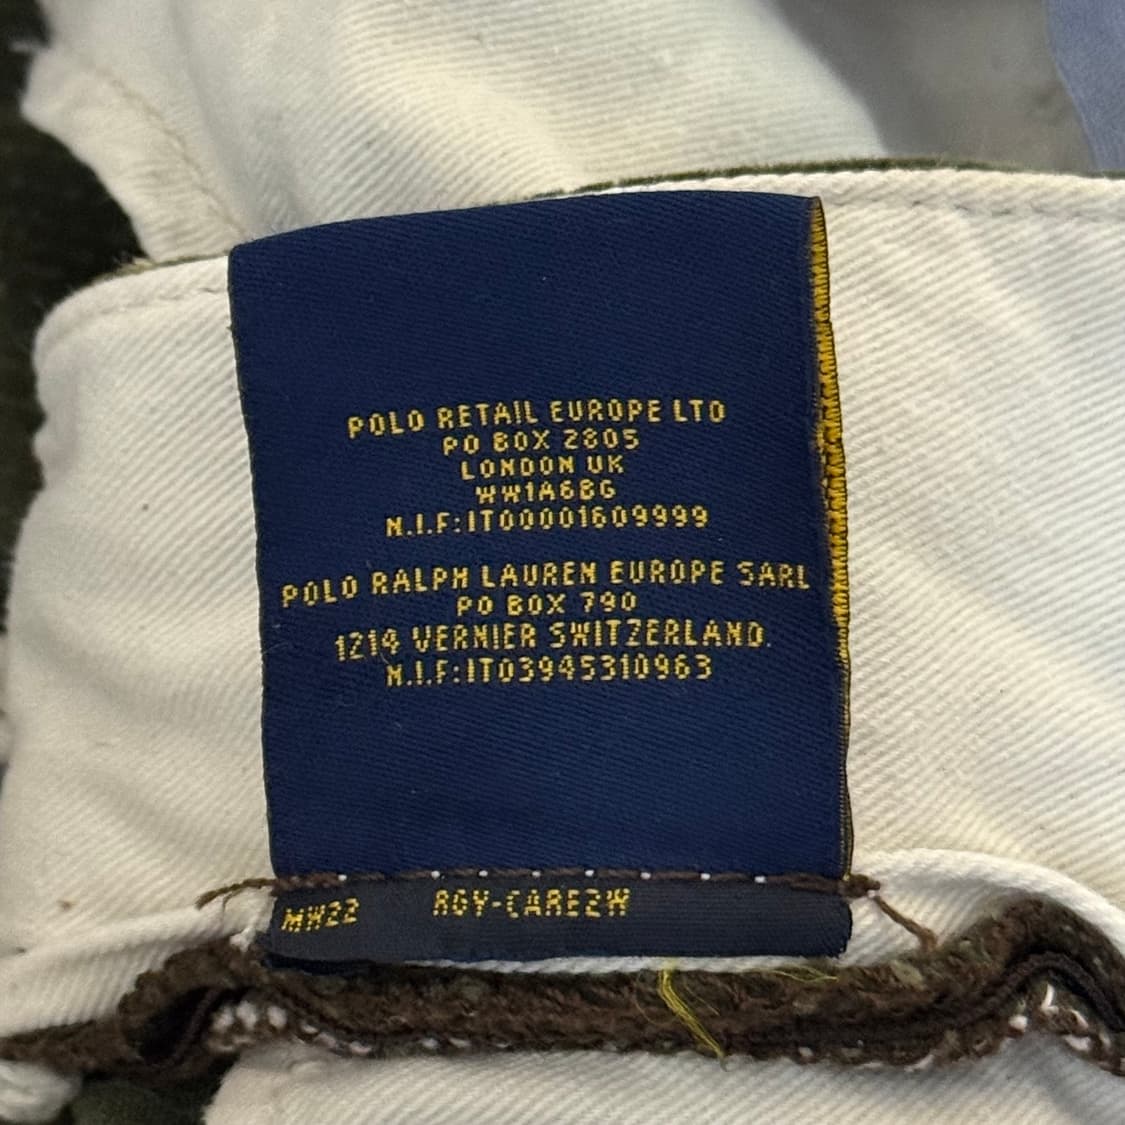 POLO RETAIL EUROPE LTD
PO BOX 2805
LONDON UK
WW1A6BG
N.I.F:IT00001609999
POLO RALPH LAUREN EUROPE SARL
PO BOX 790
1214 VERNIER SWITZERLAND.
N.I.F:IT03945310963
MW22 RGY-CARE2W